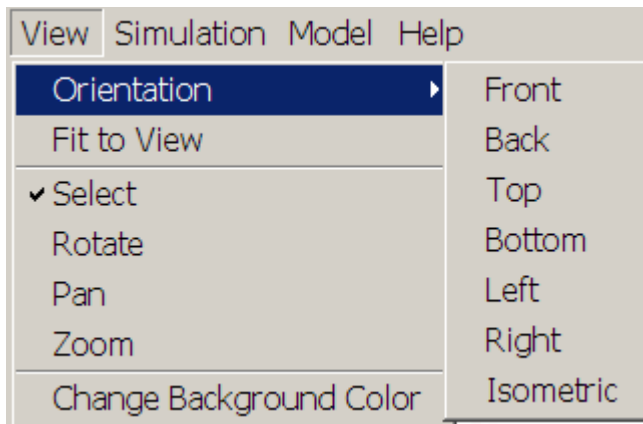 View Simulation Model Help
Orientation
Fit to View
Select
Rotate
Pan
Zoom
Change Background Color
Front
Back
Top
Bottom
Left
Right
Isometric